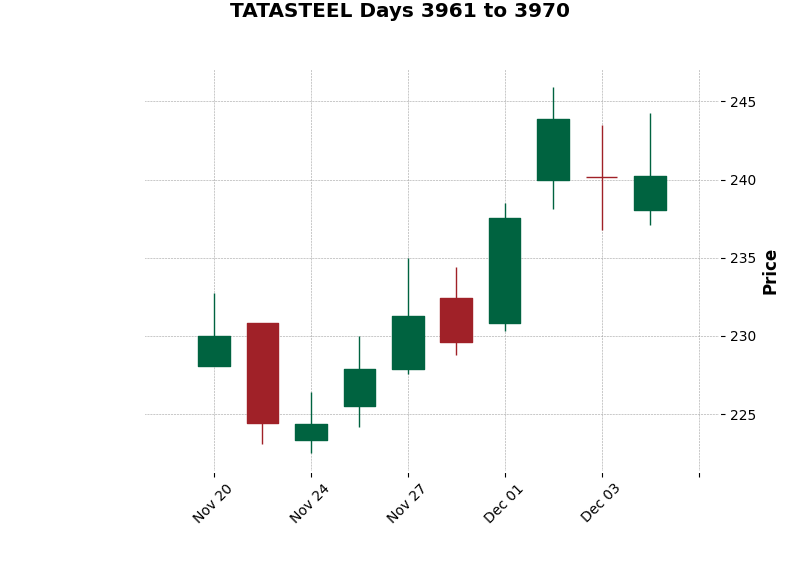 TATASTEEL Days 3961 to 3970
245
240
235
230
225
Price
Nov 20
Nov 24
Nov 27
Dec 01
Dec 03